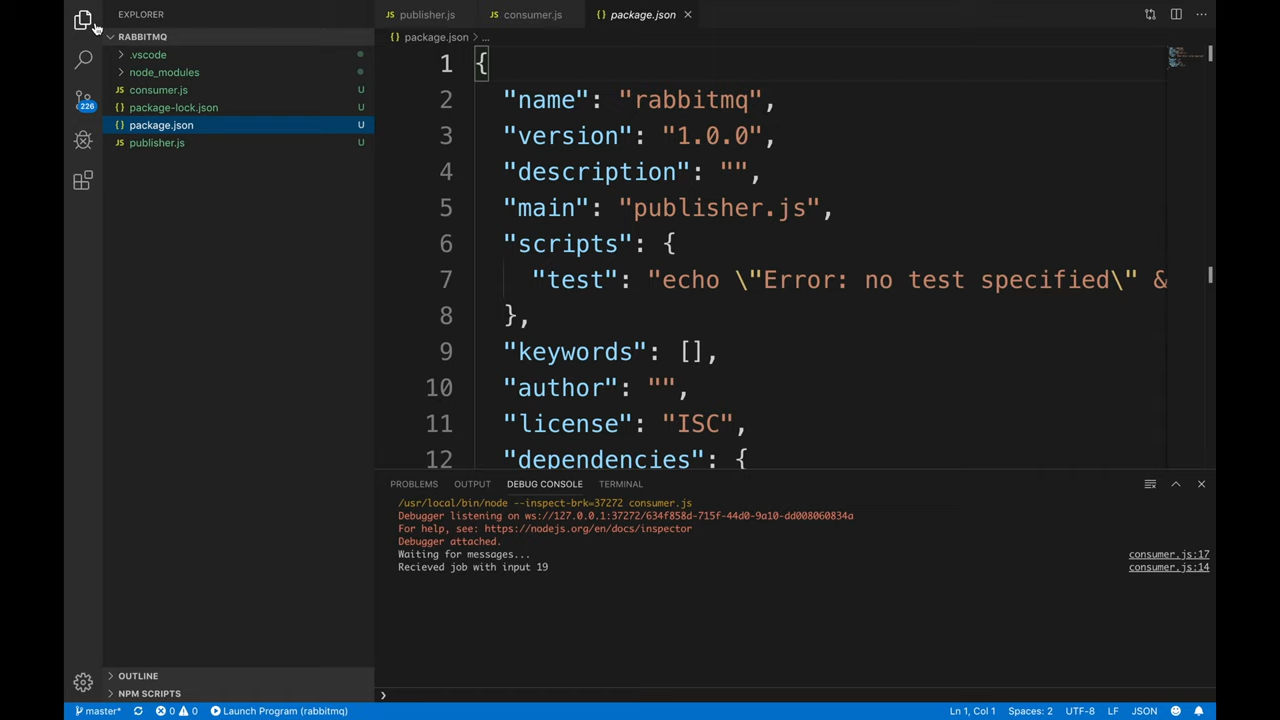 EXPLORER
RABBITMQ
.vscode
node_modules
JS consumer.js U
{} package-lock.json U
{} package.json U
JS publisher.js U
226
OUTLINE
NPM SCRIPTS
JS publisher.js
JS consumer.js
{} package.json
{} package.json > ...
1 {
2 "name": "rabbitmq",
3 "version": "1.0.0",
4 "description": "",
5 "main": "publisher.js",
6 "scripts": {
7 "test": "echo \"Error: no test specified\" &
8 },
9 "keywords": [],
10 "author": "",
11 "license": "ISC",
12 "dependencies": {
PROBLEMS OUTPUT DEBUG CONSOLE TERMINAL
/usr/local/bin/node --inspect-brk=37272 consumer.js
Debugger listening on ws://127.0.0.1:37272/634f858d-715f-44d0-9a10-dd008060834a
For help, see: https://nodejs.org/en/docs/inspector
Debugger attached.
Waiting for messages... consumer.js:17
Recieved job with input 19 consumer.js:14
master* 0 0 Launch Program (rabbitmq) Ln 1, Col 1 Spaces: 2 UTF-8 LF JSON